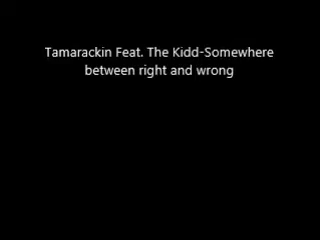 Tamarackin Feat. The Kidd-Somewhere
between right and wrong